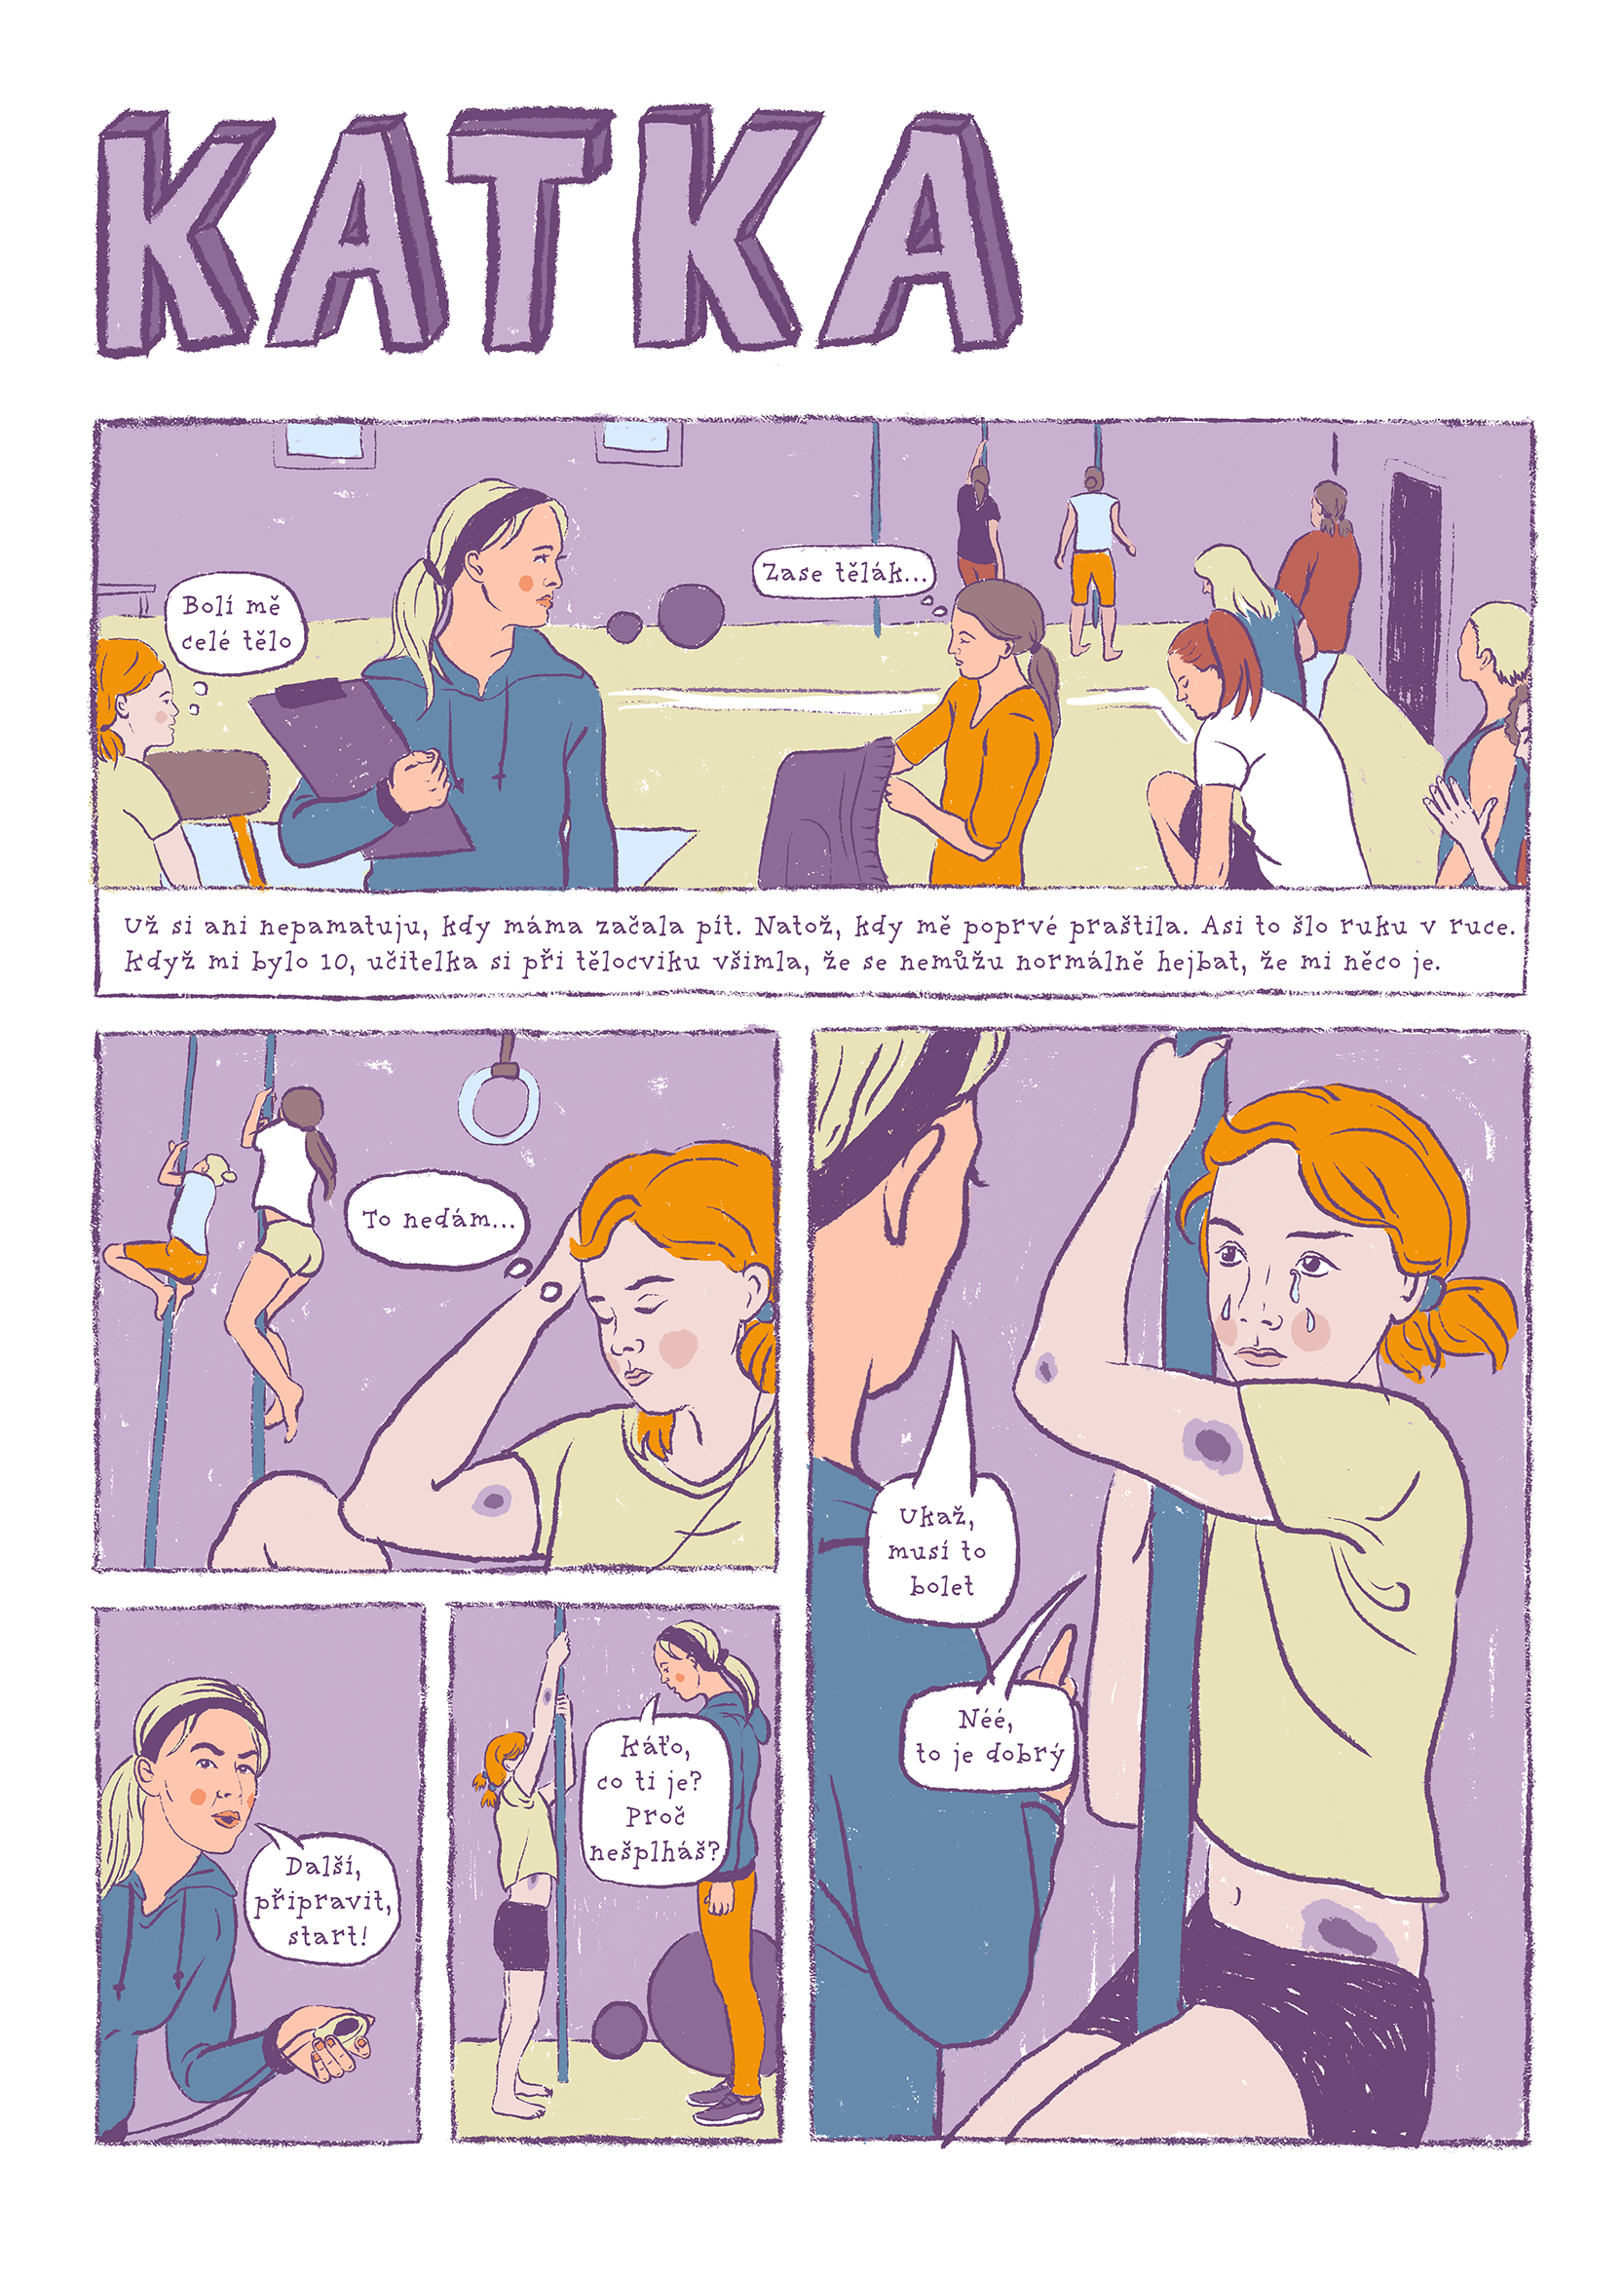 KATKA
Bolí mě
celé tělo
Zase tělák...
Už si ani nepamatuju, kdy máma začala pít. Natož, kdy mě poprvé praštila. Asi to šlo ruku v ruce.
Když mi bylo 10, učitelka si při tělocviku všimla, že se nemůžu normálně hejbat, že mi něco je.
To nedám...
Další,
připravit,
start!
Káťo,
co ti je?
Proč
nešplháš?
Ukaž,
musí to
bolet
Néé,
to je dobrý